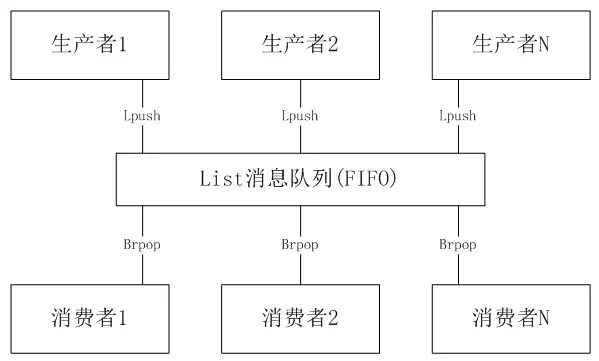 生产者1 生产者2 生产者N
Lpush Lpush Lpush
List消息队列(FIFO)
Brpop Brpop Brpop
消费者1 消费者2 消费者N